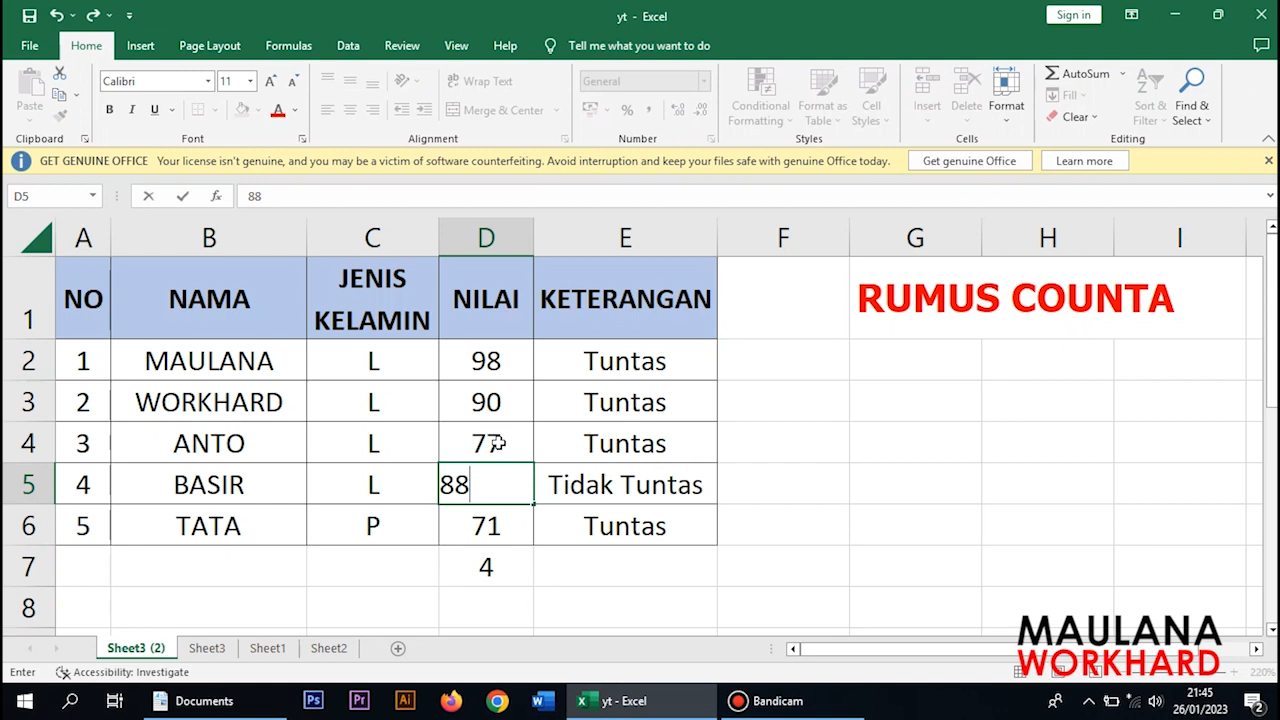 yt - Excel
Sign in
File Home Insert Page Layout Formulas Data Review View Help Tell me what you want to do
Paste
Calibri 11
Wrap Text
General
Conditional Formatting
Format as Table
Cell Styles
Insert Delete Format
AutoSum
Fill
Clear
Sort & Filter
Find & Select
B I U A
Merge & Center
Clipboard Font Alignment Number Styles Cells Editing
GET GENUINE OFFICE Your license isn't genuine, and you may be a victim of software counterfeiting. Avoid interruption and keep your files safe with genuine Office today. Get genuine Office Learn more
D5 fx 88
A B C D E F G H I
1 NO NAMA JENIS KELAMIN NILAI KETERANGAN RUMUS COUNTA
2 1 MAULANA L 98 Tuntas
3 2 WORKHARD L 90 Tuntas
4 3 ANTO L 77 Tuntas
5 4 BASIR L 88 Tidak Tuntas
6 5 TATA P 71 Tuntas
7 4
8
MAULANA
WORKHARD
Sheet3 (2) Sheet3 Sheet1 Sheet2
Enter Accessibility: Investigate 220%
Documents Ps Pr Ai yt - Excel Bandicam
21:45
26/01/2023
2